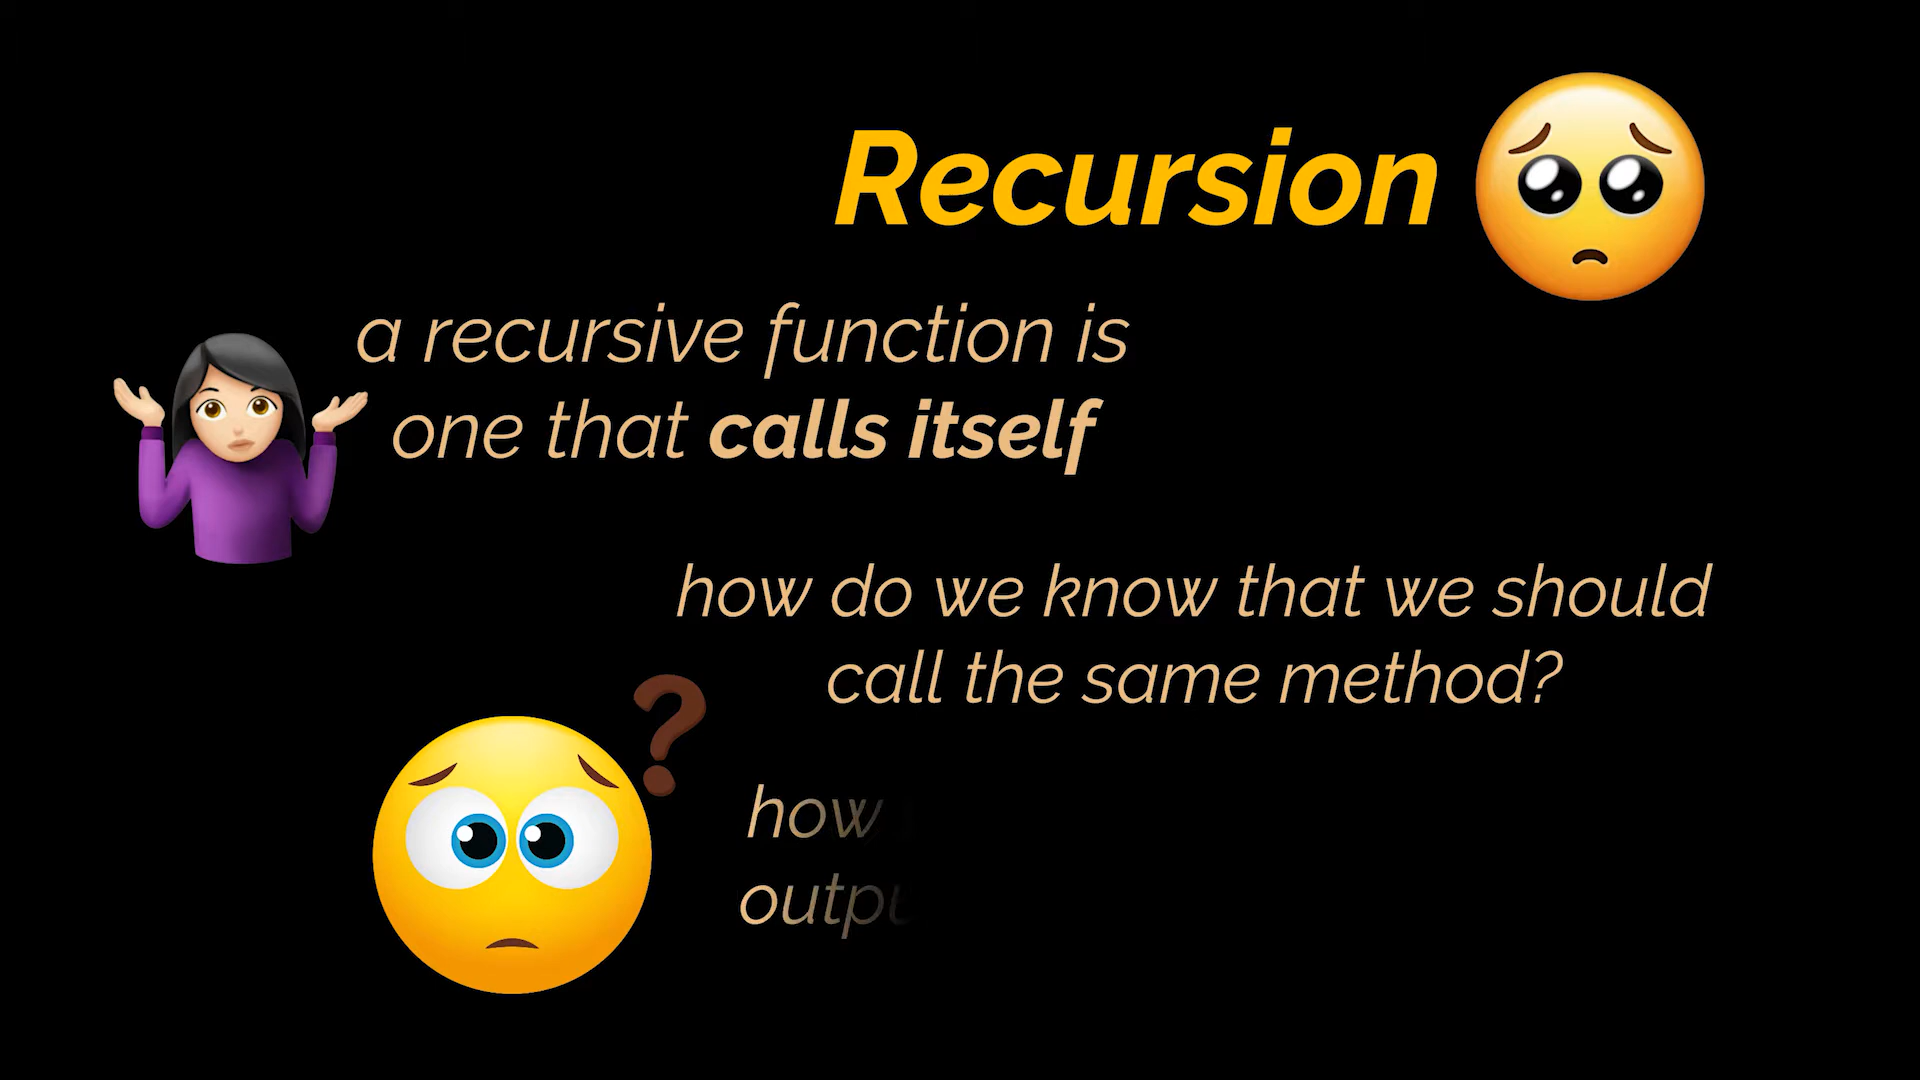 Recursion
a recursive function is
one that calls itself
how do we know that we should
call the same method?
how